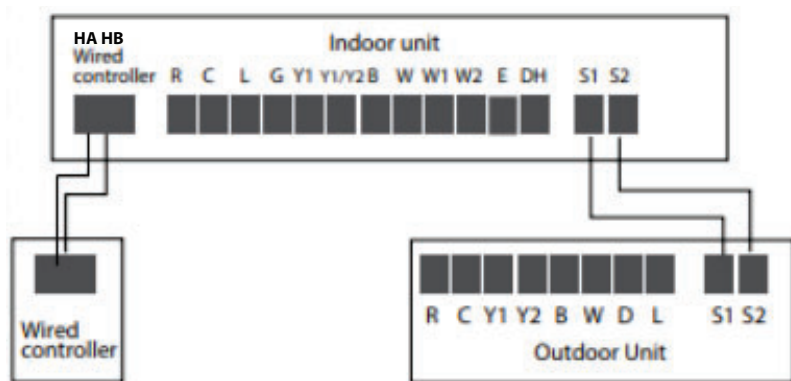 HA HB
Wired
controller
Indoor unit
R C L G Y1 Y1/Y2 B W W1 W2 E DH S1 S2
Wired
controller
R C Y1 Y2 B W D L S1 S2
Outdoor Unit